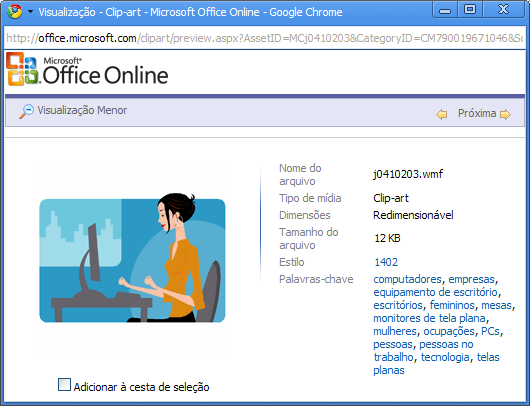 Visualização - Clip-art - Microsoft Office Online - Google Chrome
http://office.microsoft.com/clipart/preview.aspx?AssetID=MCj0410203&CategoryID=CM790019671046&Sc
Microsoft®
Office Online
Visualização Menor
Próxima
Nome do arquivo j0410203.wmf
Tipo de mídia Clip-art
Dimensões Redimensionável
Tamanho do arquivo 12 KB
Estilo 1402
Palavras-chave computadores, empresas,
equipamento de escritório,
escritórios, femininos, mesas,
monitores de tela plana,
mulheres, ocupações, PCs,
pessoas, pessoas no
trabalho, tecnologia, telas
planas
Adicionar à cesta de seleção